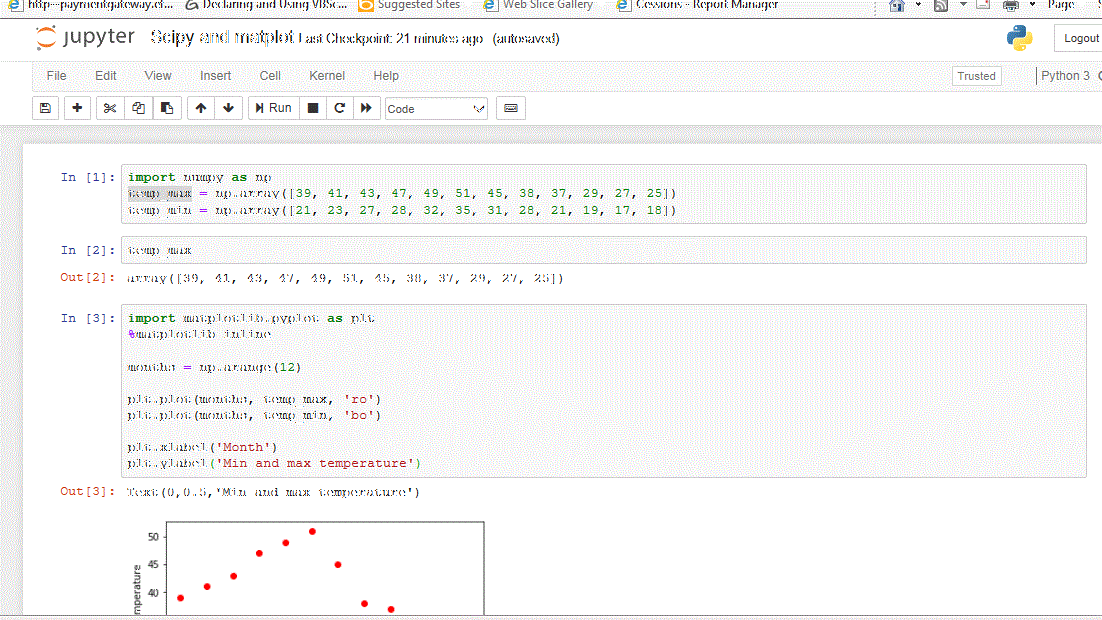 http--paymentgateway.et... Declaring and Using VBSc... Suggested Sites Web Slice Gallery Cessions - Report Manager Page
jupyter Scipy and matplot Last Checkpoint: 21 minutes ago (autosaved) Logout
File Edit View Insert Cell Kernel Help Trusted Python 3
Run Code
In [1]: import numpy as np
temp_max = np.array([39, 41, 43, 47, 49, 51, 45, 38, 37, 29, 27, 25])
temp_min = np.array([21, 23, 27, 28, 32, 35, 31, 28, 21, 19, 17, 18])
In [2]: temp_max
Out[2]: array([39, 41, 43, 47, 49, 51, 45, 38, 37, 29, 27, 25])
In [3]: import matplotlib.pyplot as plt
%matplotlib inline
months = np.arange(12)
plt.plot(months, temp_max, 'ro')
plt.plot(months, temp_min, 'bo')
plt.xlabel('Month')
plt.ylabel('Min and max temperature')
Out[3]: Text(0,0.5,'Min and max temperature')
50
45
40
mperature